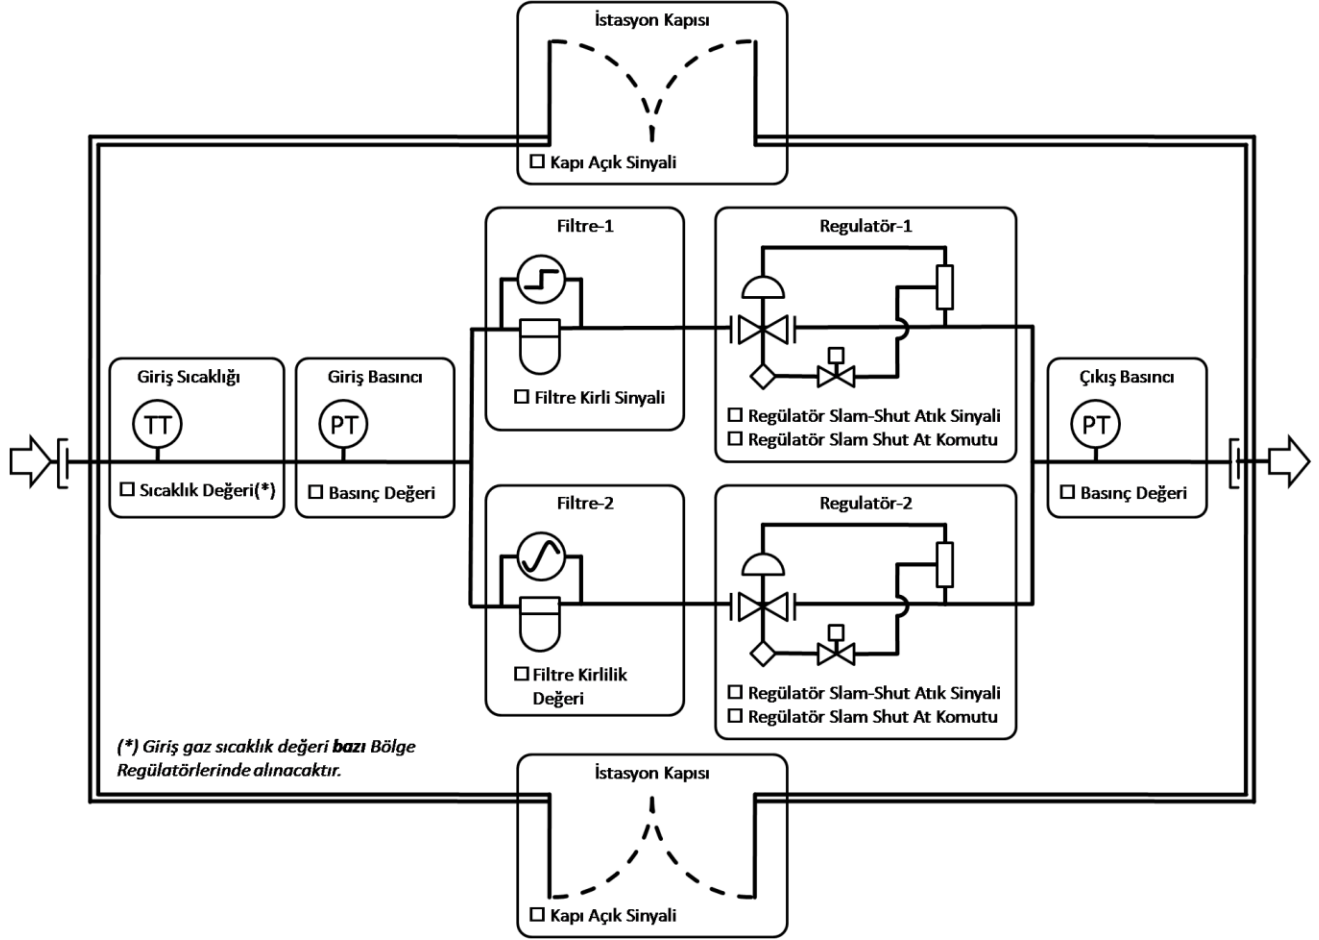 İstasyon Kapısı
Kapı Açık Sinyali
Filtre-1
Filtre Kirli Sinyali
Regulatör-1
Regülatör Slam-Shut Atık Sinyali
Regülatör Slam Shut At Komutu
Giriş Sıcaklığı
TT
Sıcaklık Değeri(*)
Giriş Basıncı
PT
Basınç Değeri
Çıkış Basıncı
PT
Basınç Değeri
Filtre-2
Filtre Kirlilik
Değeri
Regulatör-2
Regülatör Slam-Shut Atık Sinyali
Regülatör Slam Shut At Komutu
(*) Giriş gaz sıcaklık değeri bazı Bölge
Regülatörlerinde alınacaktır.
İstasyon Kapısı
Kapı Açık Sinyali